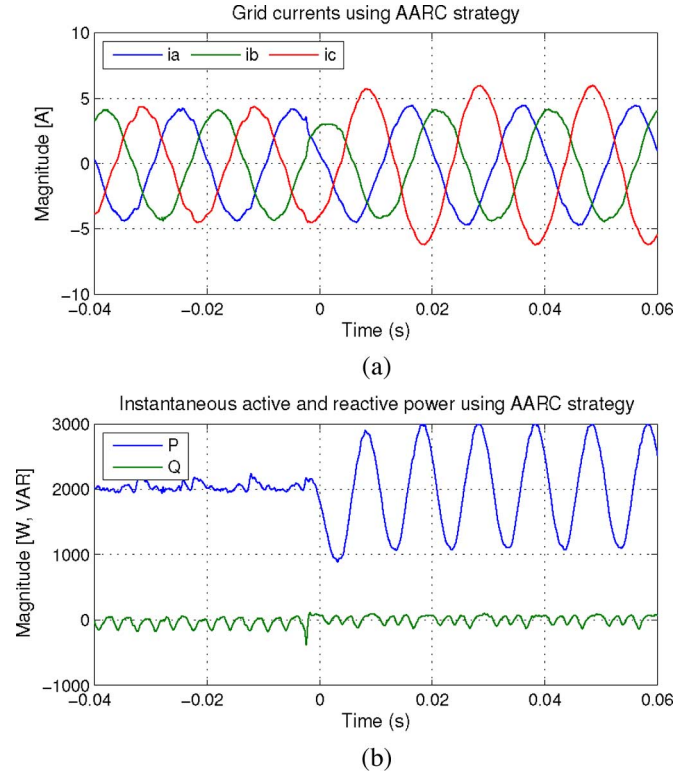 Grid currents using AARC strategy
ia ib ic
Magnitude [A]
10
5
0
−5
−10
−0.04 −0.02 0 0.02 0.04 0.06
Time (s)
(a)
Instantaneous active and reactive power using AARC strategy
P
Q
Magnitude [W, VAR]
3000
2000
1000
0
−1000
−0.04 −0.02 0 0.02 0.04 0.06
Time (s)
(b)